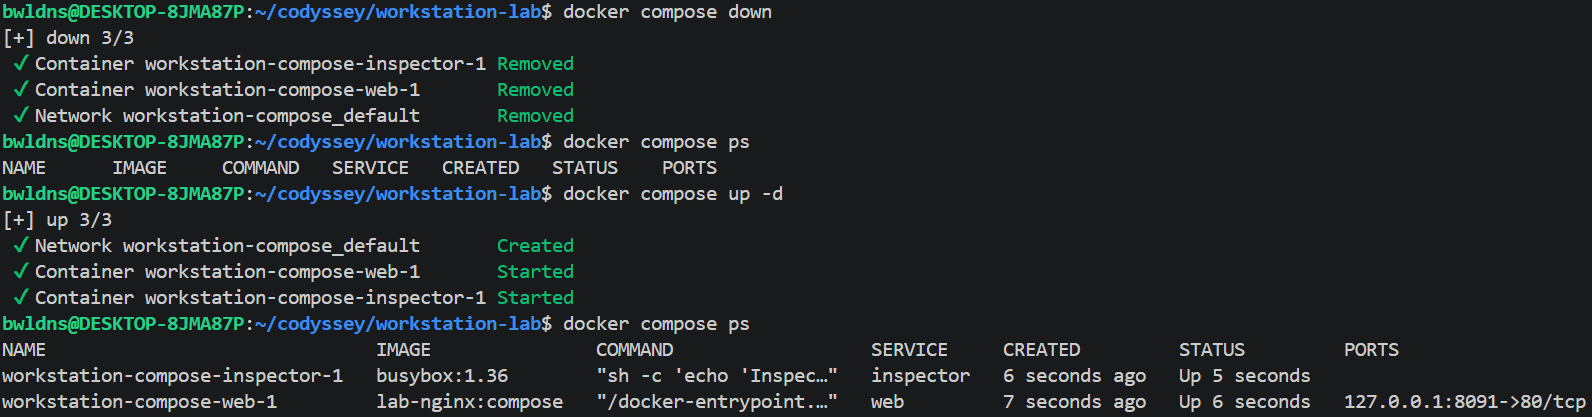 bwldns@DESKTOP-8JMA87P:~/codyssey/workstation-lab$ docker compose down
[+] down 3/3
✓ Container workstation-compose-inspector-1 Removed
✓ Container workstation-compose-web-1 Removed
✓ Network workstation-compose_default Removed
bwldns@DESKTOP-8JMA87P:~/codyssey/workstation-lab$ docker compose ps
NAME IMAGE COMMAND SERVICE CREATED STATUS PORTS
bwldns@DESKTOP-8JMA87P:~/codyssey/workstation-lab$ docker compose up -d
[+] up 3/3
✓ Network workstation-compose_default Created
✓ Container workstation-compose-web-1 Started
✓ Container workstation-compose-inspector-1 Started
bwldns@DESKTOP-8JMA87P:~/codyssey/workstation-lab$ docker compose ps
NAME IMAGE COMMAND SERVICE CREATED STATUS PORTS
workstation-compose-inspector-1 busybox:1.36 "sh -c 'echo 'Inspec…" inspector 6 seconds ago Up 5 seconds
workstation-compose-web-1 lab-nginx:compose "/docker-entrypoint.…" web 7 seconds ago Up 6 seconds 127.0.0.1:8091->80/tcp